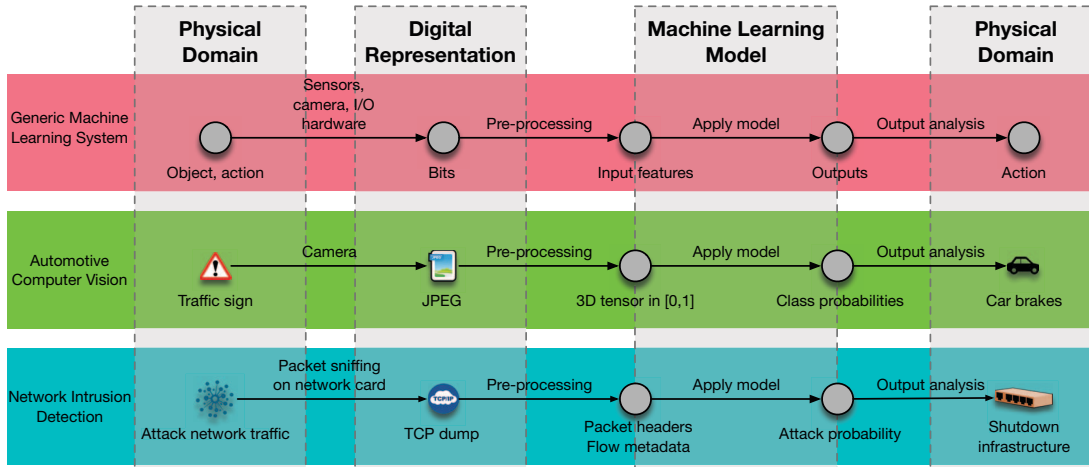 Physical
Domain
Digital
Representation
Machine Learning
Model
Physical
Domain
Generic Machine
Learning System
Sensors,
camera, I/O
hardware
Pre-processing
Apply model
Output analysis
Object, action
Bits
Input features
Outputs
Action
Automotive
Computer Vision
Camera
Pre-processing
Apply model
Output analysis
Traffic sign
JPEG
3D tensor in [0,1]
Class probabilities
Car brakes
Network Intrusion
Detection
Packet sniffing
on network card
Pre-processing
Apply model
Output analysis
TCP/IP
Attack network traffic
TCP dump
Packet headers
Flow metadata
Attack probability
Shutdown
infrastructure